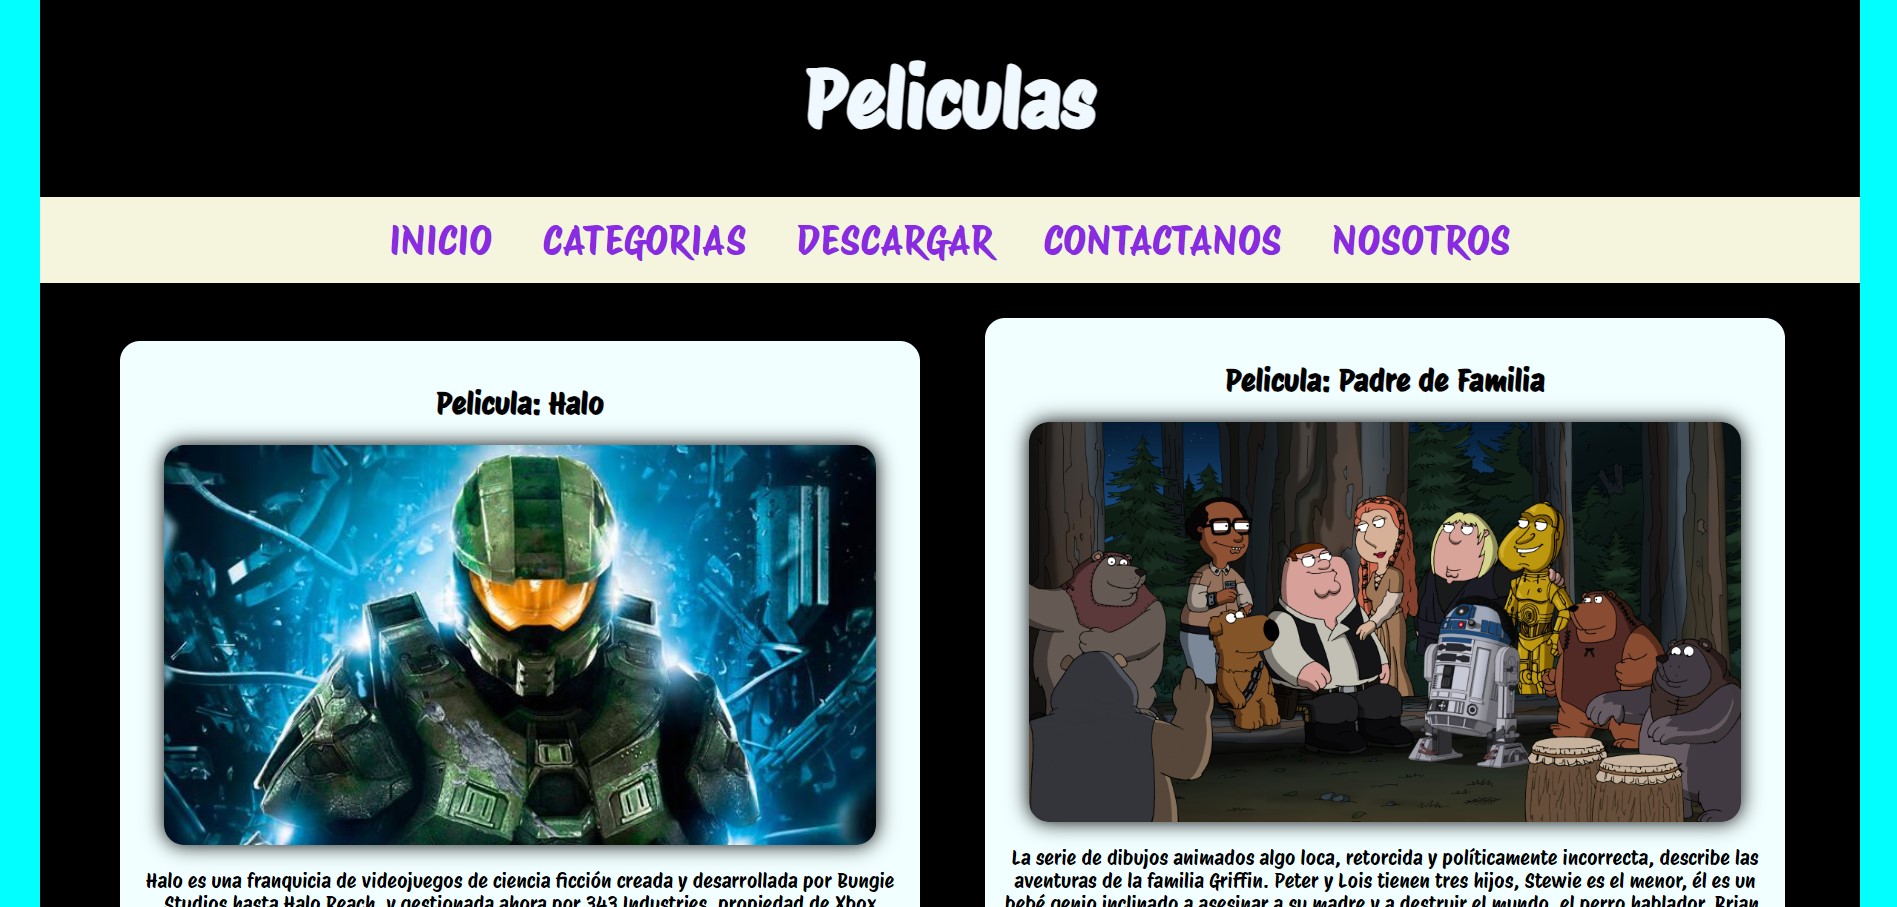 Peliculas
INICIO CATEGORIAS DESCARGAR CONTACTANOS NOSOTROS
Pelicula: Halo
Halo es una franquicia de videojuegos de ciencia ficción creada y desarrollada por Bungie
Studios hasta Halo Reach, y gestionada ahora por 343 Industries, propiedad de Xbox
Pelicula: Padre de Familia
La serie de dibujos animados algo loca, retorcida y políticamente incorrecta, describe las
aventuras de la familia Griffin. Peter y Lois tienen tres hijos, Stewie es el menor, él es un
bebé genio inclinado a asesinar a su madre y a destruir el mundo, el perro hablador, Brian